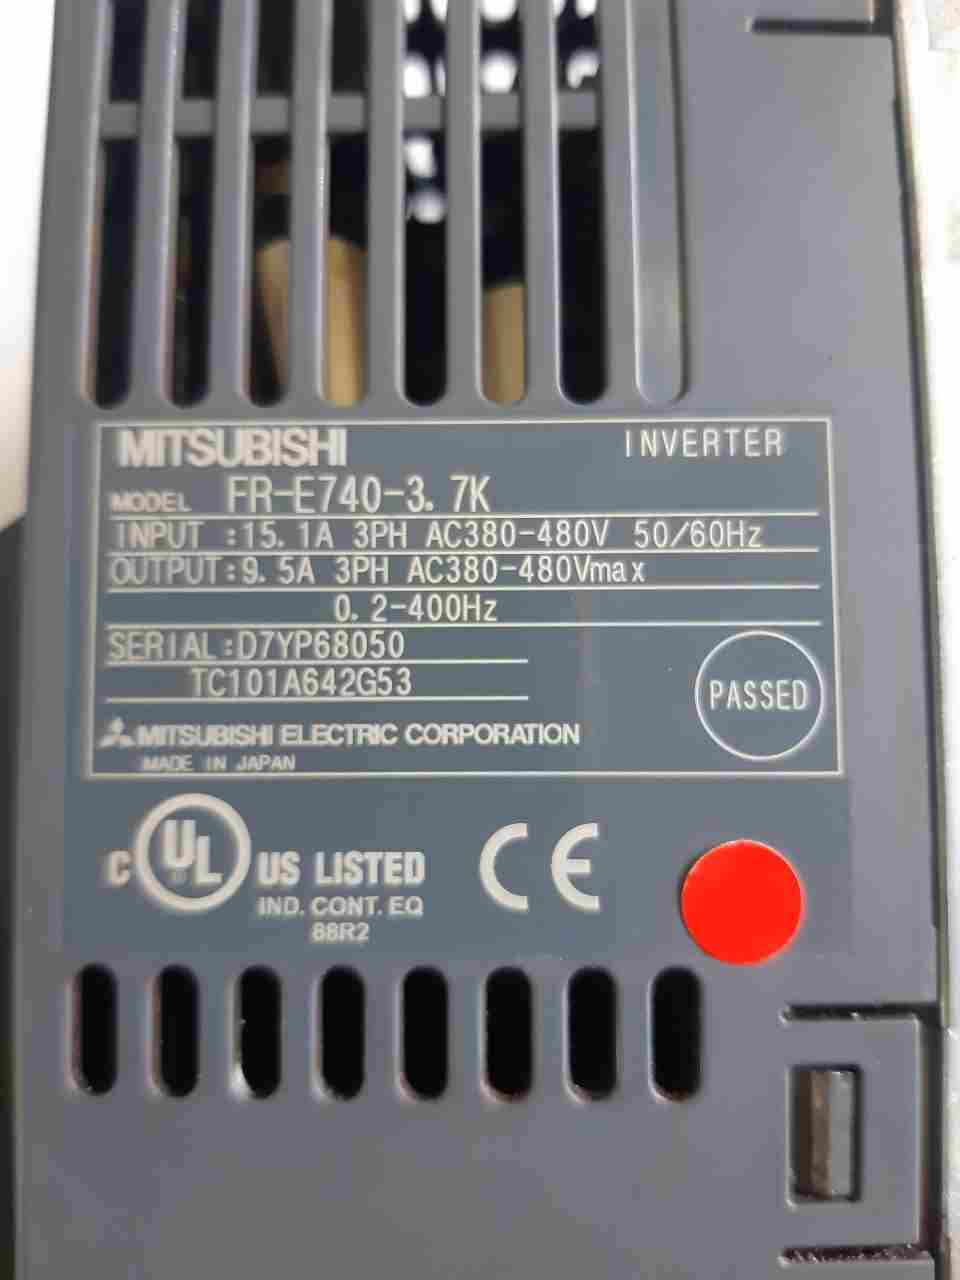 MITSUBISHI INVERTER
MODEL FR-E740-3.7K
INPUT :15.1A 3PH AC380-480V 50/60Hz
OUTPUT:9.5A 3PH AC380-480Vmax
0.2-400Hz
SERIAL:D7YP68050
TC101A642G53
PASSED
MITSUBISHI ELECTRIC CORPORATION
MADE IN JAPAN
C UL US LISTED CE
IND. CONT. EQ
88R2